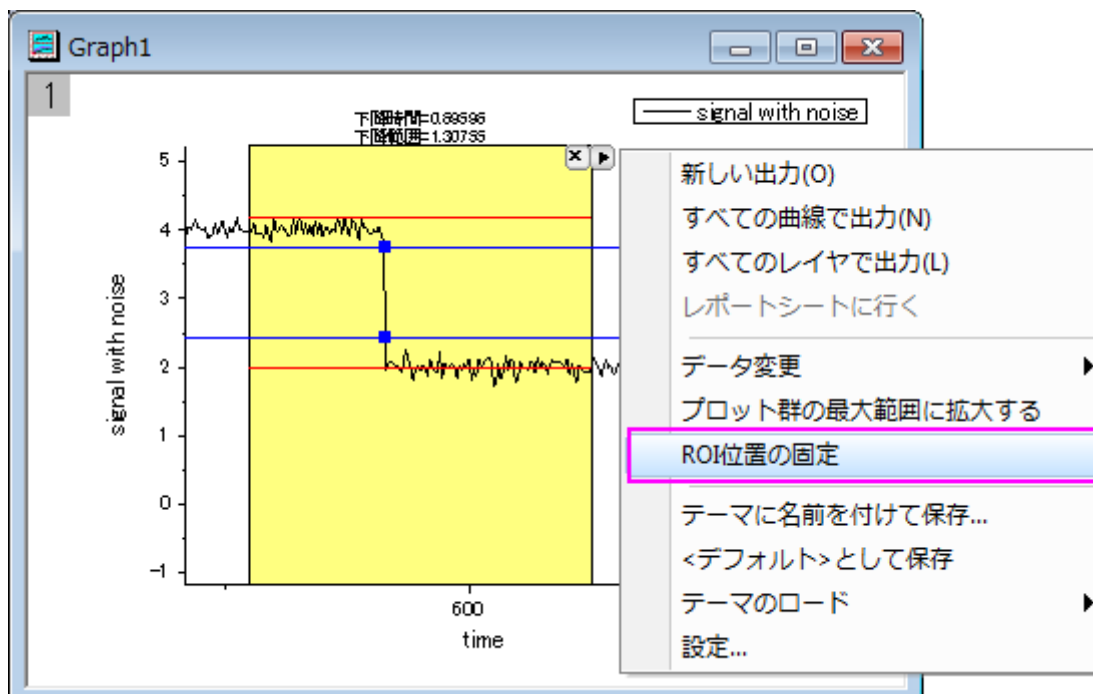 Graph1
1
下降時間=0.89596
下降範囲=1.30735
signal with noise
5
4
3
2
1
0
-1
signal with noise
600
time
新しい出力(O)
すべての曲線で出力(N)
すべてのレイヤで出力(L)
レポートシートに行く
データ変更
プロット群の最大範囲に拡大する
ROI位置の固定
テーマに名前を付けて保存...
<デフォルト>として保存
テーマのロード
設定...